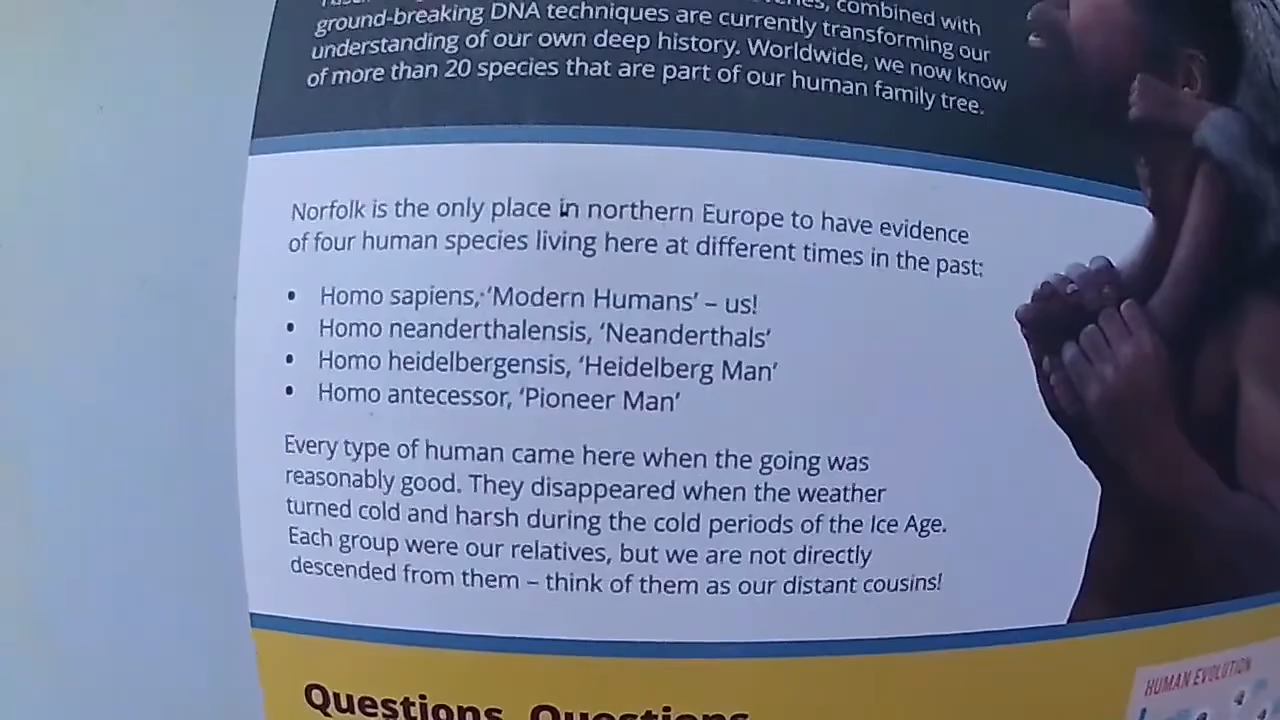 combined with
ground-breaking DNA techniques are currently transforming our
understanding of our own deep history. Worldwide, we now know
of more than 20 species that are part of our human family tree.
Norfolk is the only place in northern Europe to have evidence
of four human species living here at different times in the past:
• Homo sapiens, ‘Modern Humans’ – us!
• Homo neanderthalensis, ‘Neanderthals’
• Homo heidelbergensis, ‘Heidelberg Man’
• Homo antecessor, ‘Pioneer Man’
Every type of human came here when the going was
reasonably good. They disappeared when the weather
turned cold and harsh during the cold periods of the Ice Age.
Each group were our relatives, but we are not directly
descended from them – think of them as our distant cousins!
Questions, Questions
HUMAN EVOLUTION